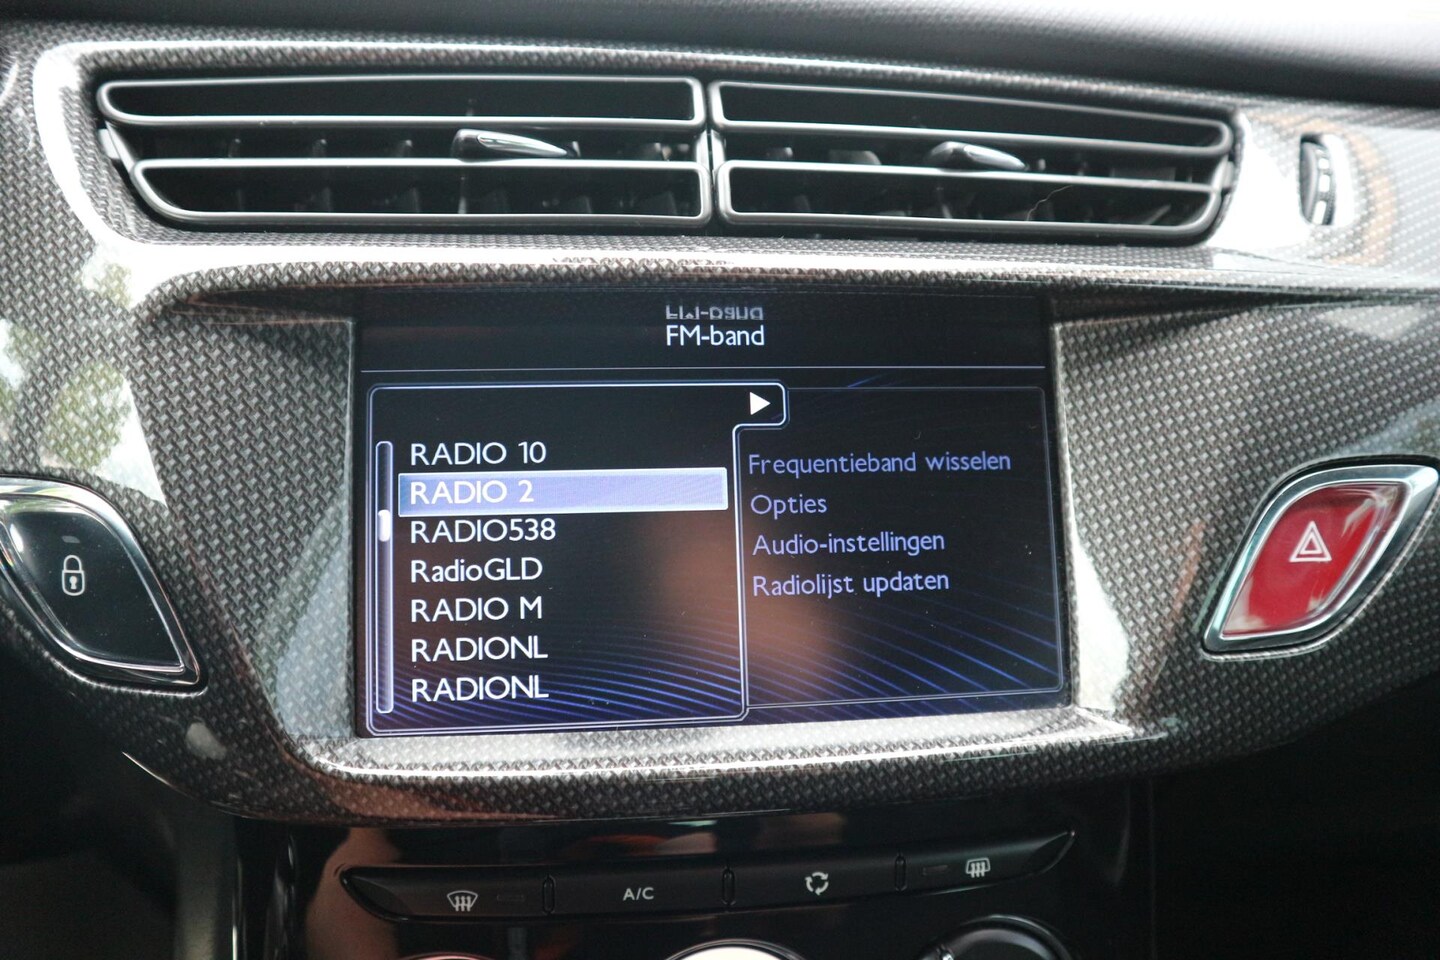 FM-band
RADIO 10
RADIO 2
RADIO538
RadioGLD
RADIO M
RADIONL
RADIONL
Frequentieband wisselen
Opties
Audio-instellingen
Radiolijst updaten
A/C